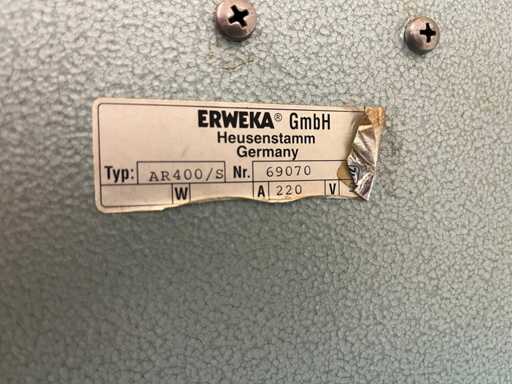 ERWEKA® GmbH
Heusenstamm
Germany
Typ: AR400/S Nr. 69070
W A 220 V